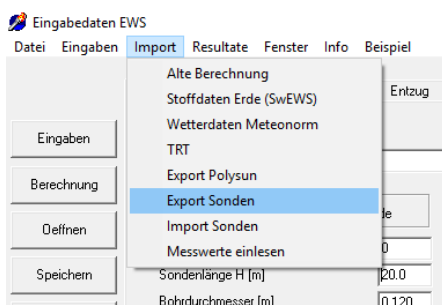 Eingabedaten EWS
Datei Eingaben Import Resultate Fenster Info Beispiel
Alte Berechnung
Stoffdaten Erde (SwEWS)
Entzug
Wetterdaten Meteonorm
Eingaben
TRT
Export Polysun
Berechnung
Export Sonden
de
Oeffnen
Import Sonden
0
Messwerte einlesen
Speichern
Sondenlänge H [m]
20.0
Bohrdurchmesser [m]
0.120